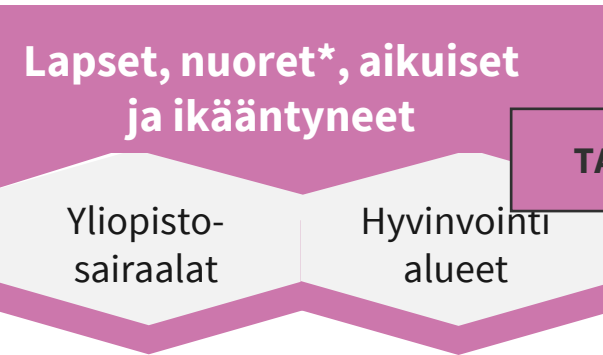 Lapset, nuoret*, aikuiset
ja ikääntyneet
Yliopisto-
sairaalat
Hyvinvointi
alueet